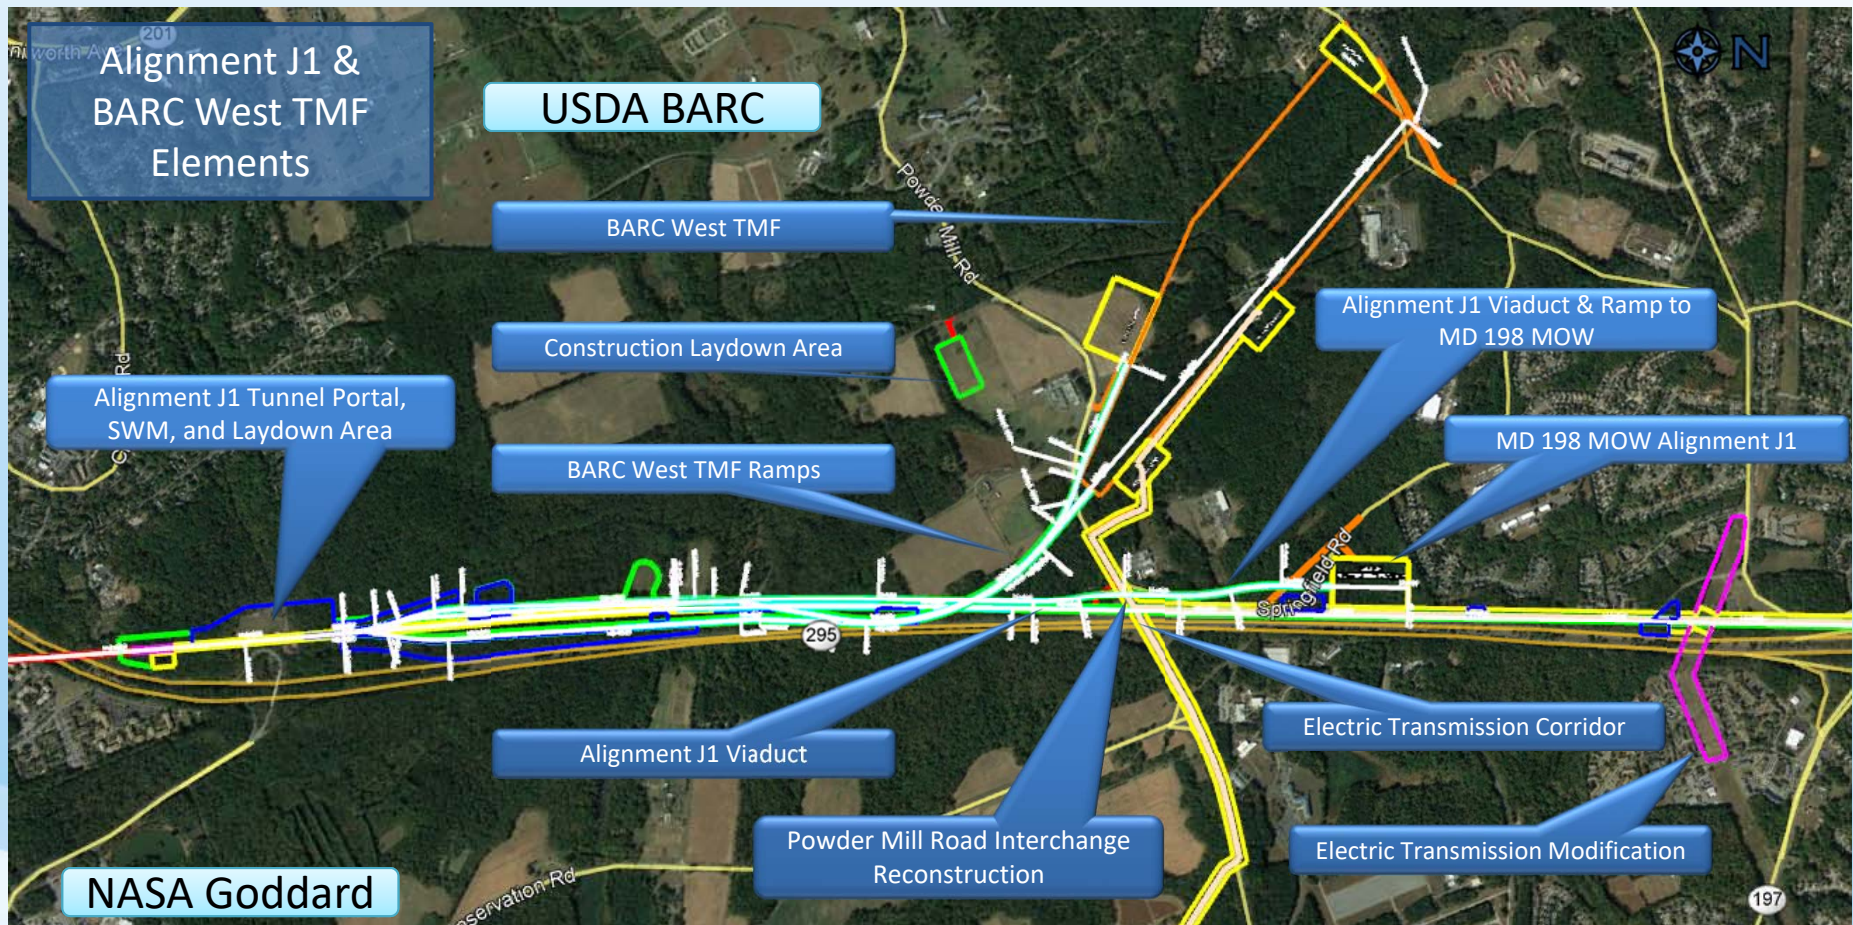 201
Alignment J1 &
BARC West TMF
Elements
USDA BARC
N
Powder Mill Rd
BARC West TMF
Construction Laydown Area
Alignment J1 Viaduct & Ramp to
MD 198 MOW
Rd
Alignment J1 Tunnel Portal,
SWM, and Laydown Area
MD 198 MOW Alignment J1
BARC West TMF Ramps
Springfield Rd
295
Electric Transmission Corridor
Alignment J1 Viaduct
Powder Mill Road Interchange
Reconstruction
Electric Transmission Modification
NASA Goddard
Rd
197